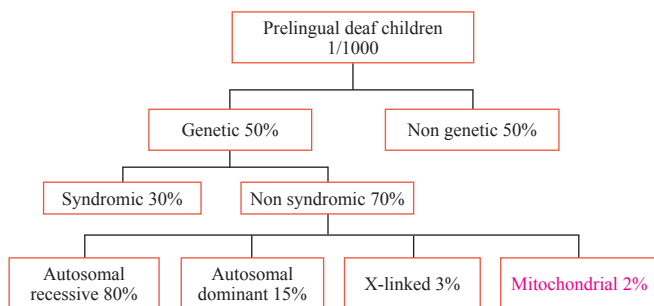 Prelingual deaf children
1/1000
Genetic 50%
Non genetic 50%
Syndromic 30%
Non syndromic 70%
Autosomal
recessive 80%
Autosomal
dominant 15%
X-linked 3%
Mitochondrial 2%